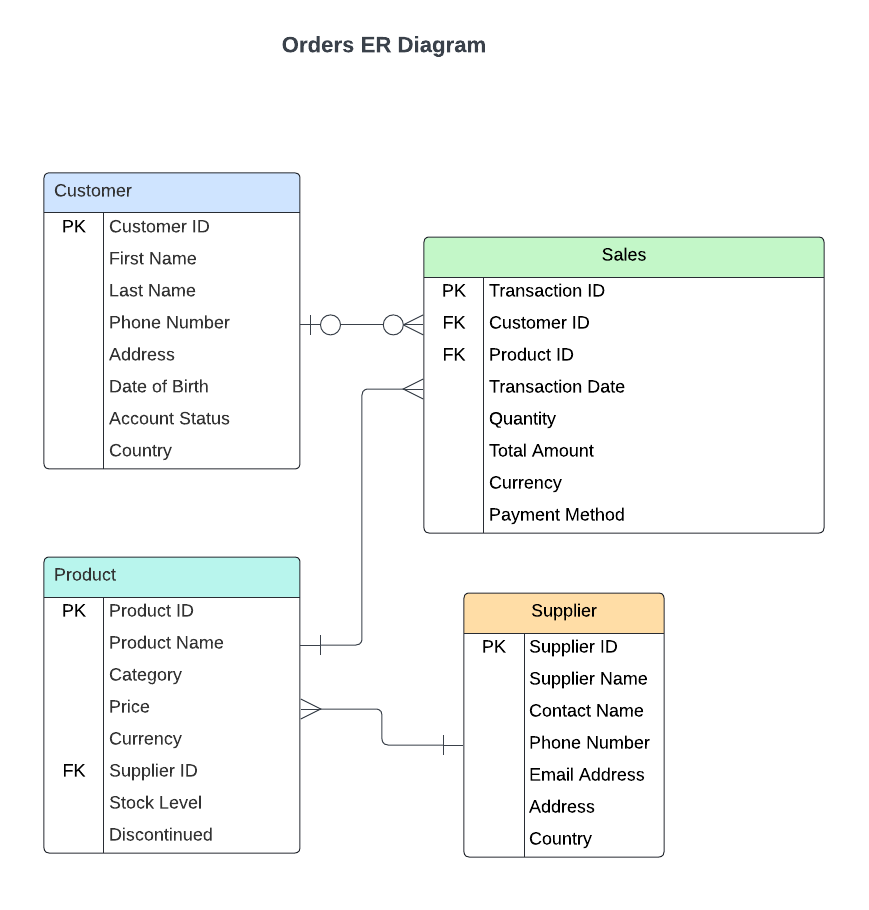 Orders ER Diagram
Customer
PK Customer ID
First Name
Last Name
Phone Number
Address
Date of Birth
Account Status
Country
Sales
PK Transaction ID
FK Customer ID
FK Product ID
Transaction Date
Quantity
Total Amount
Currency
Payment Method
Product
PK Product ID
Product Name
Category
Price
Currency
FK Supplier ID
Stock Level
Discontinued
Supplier
PK Supplier ID
Supplier Name
Contact Name
Phone Number
Email Address
Address
Country